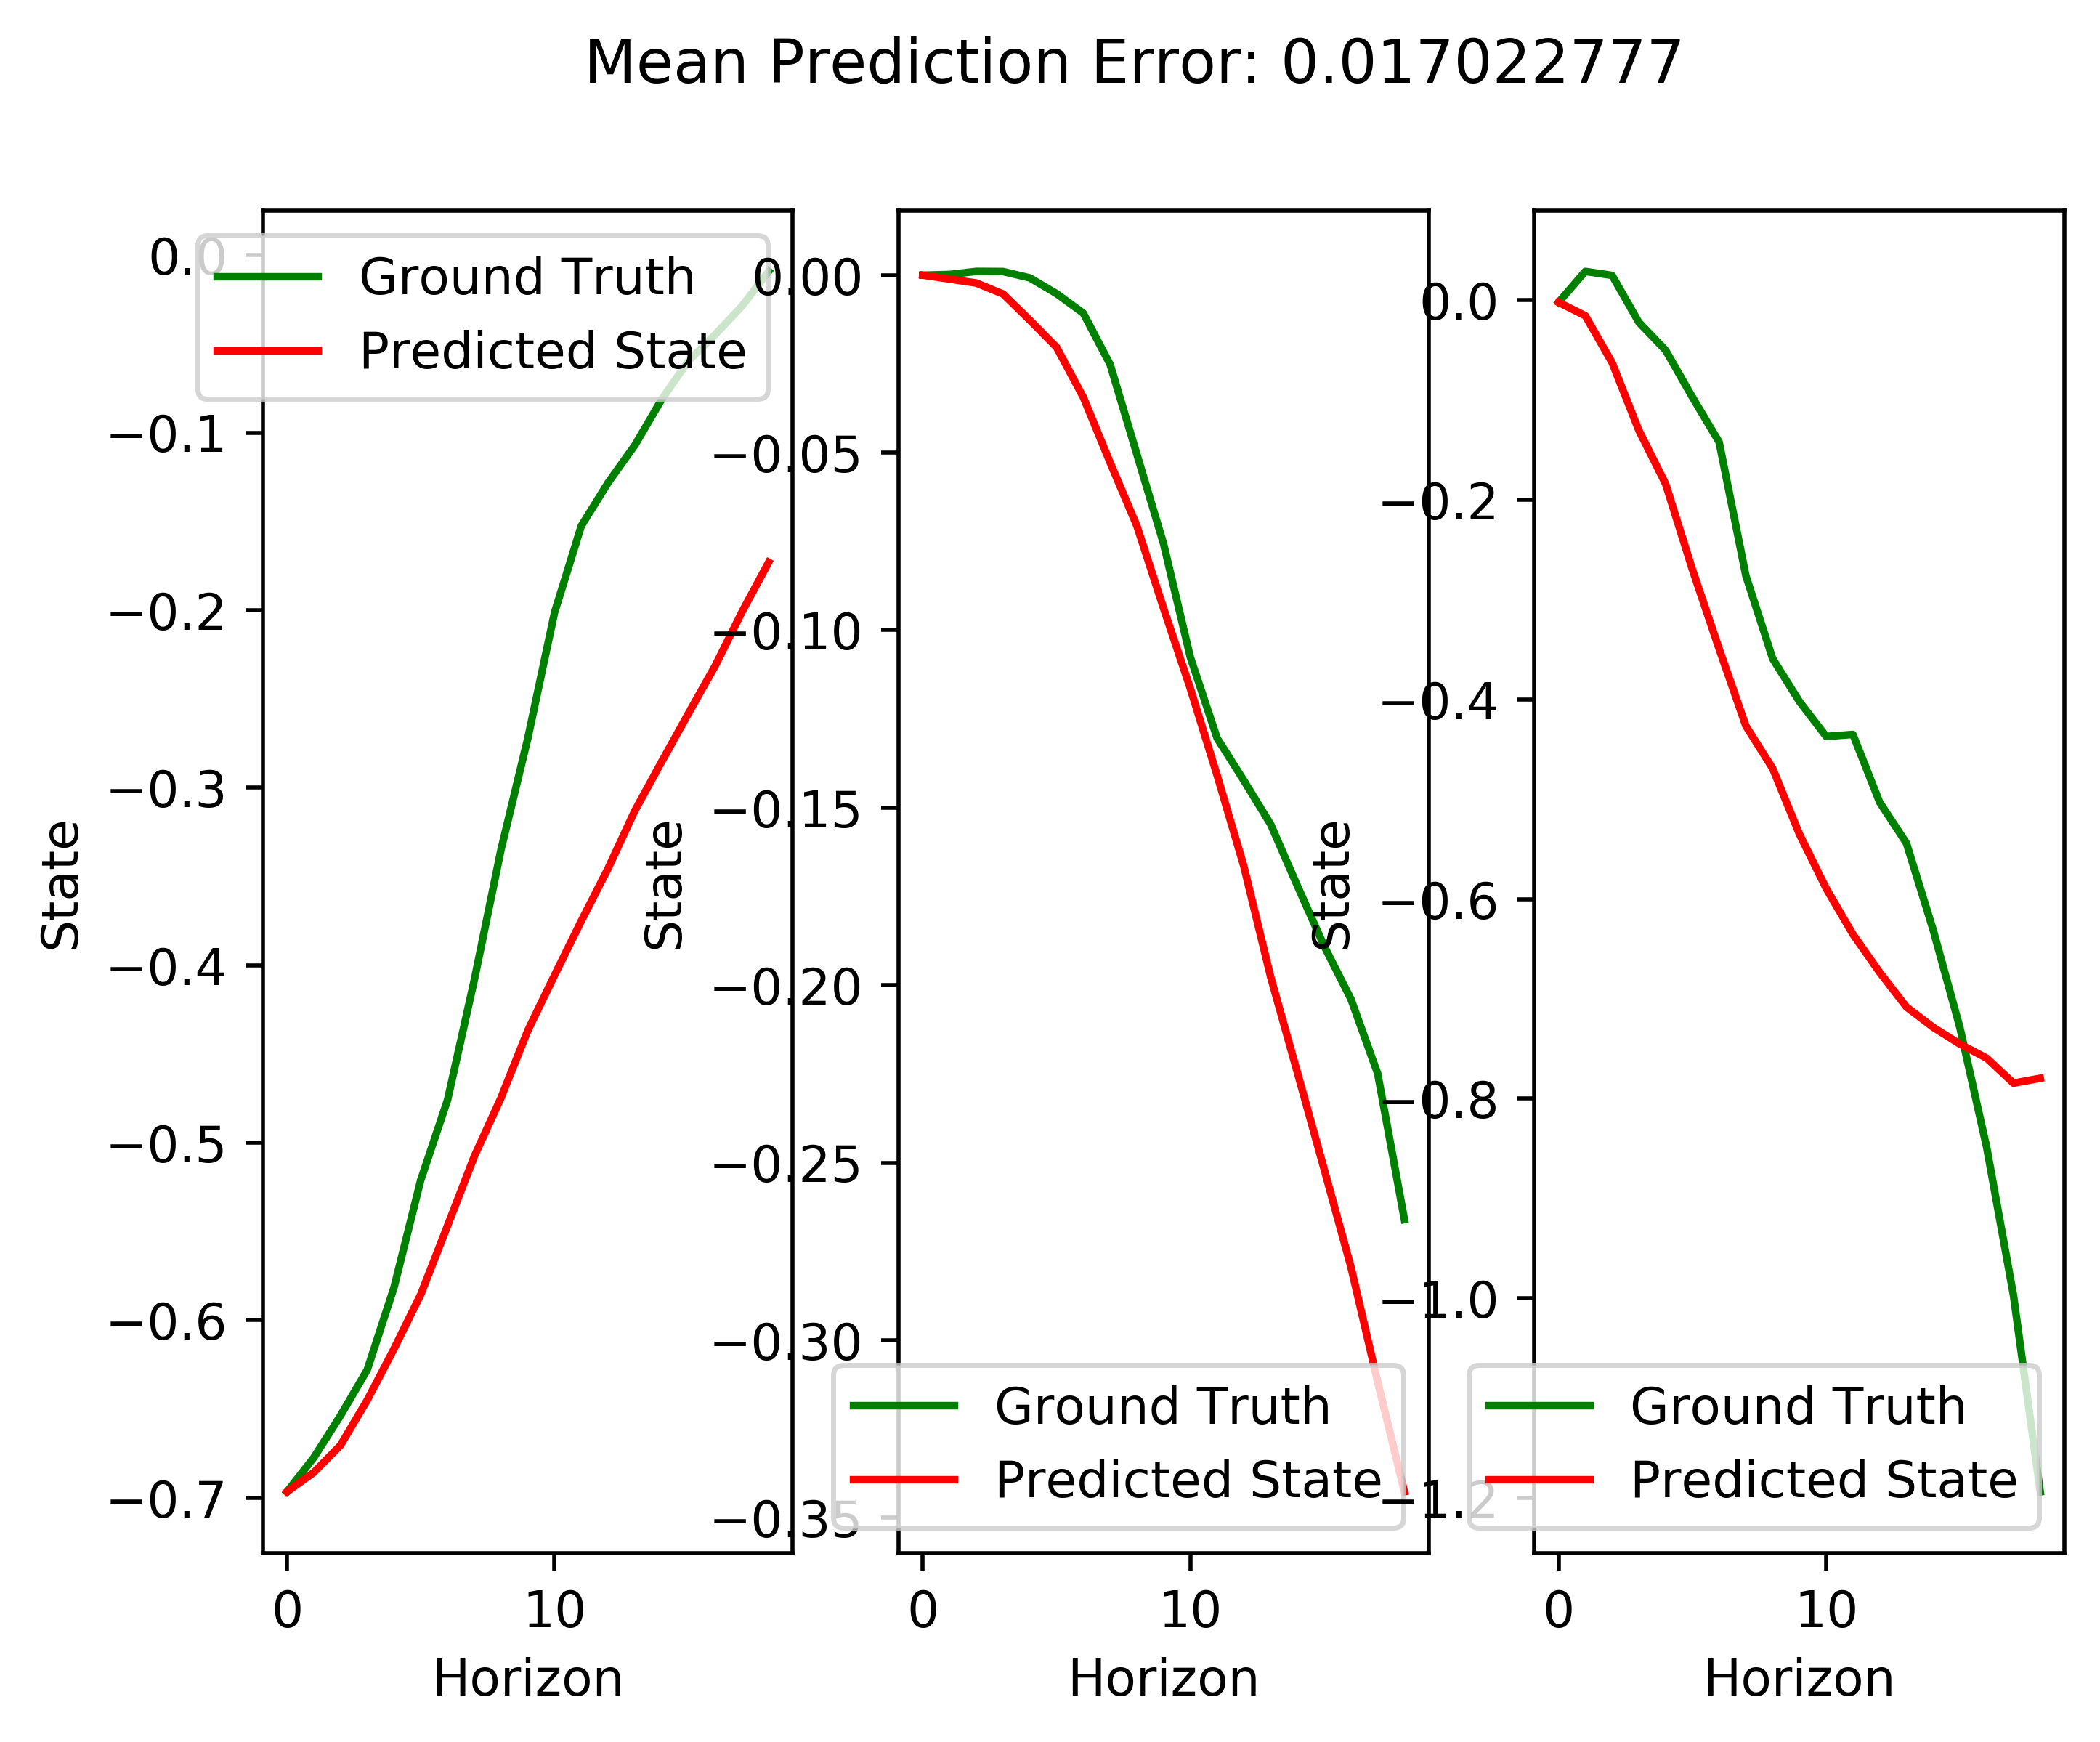 Mean Prediction Error: 0.017022777
State
0.0
−0.1
−0.2
−0.3
−0.4
−0.5
−0.6
−0.7
Ground Truth
Predicted State
0
10
Horizon
State
0.00
−0.05
−0.10
−0.15
−0.20
−0.25
−0.30
−0.35
Ground Truth
Predicted State
0
10
Horizon
State
0.0
−0.2
−0.4
−0.6
−0.8
−1.0
−1.2
Ground Truth
Predicted State
0
10
Horizon